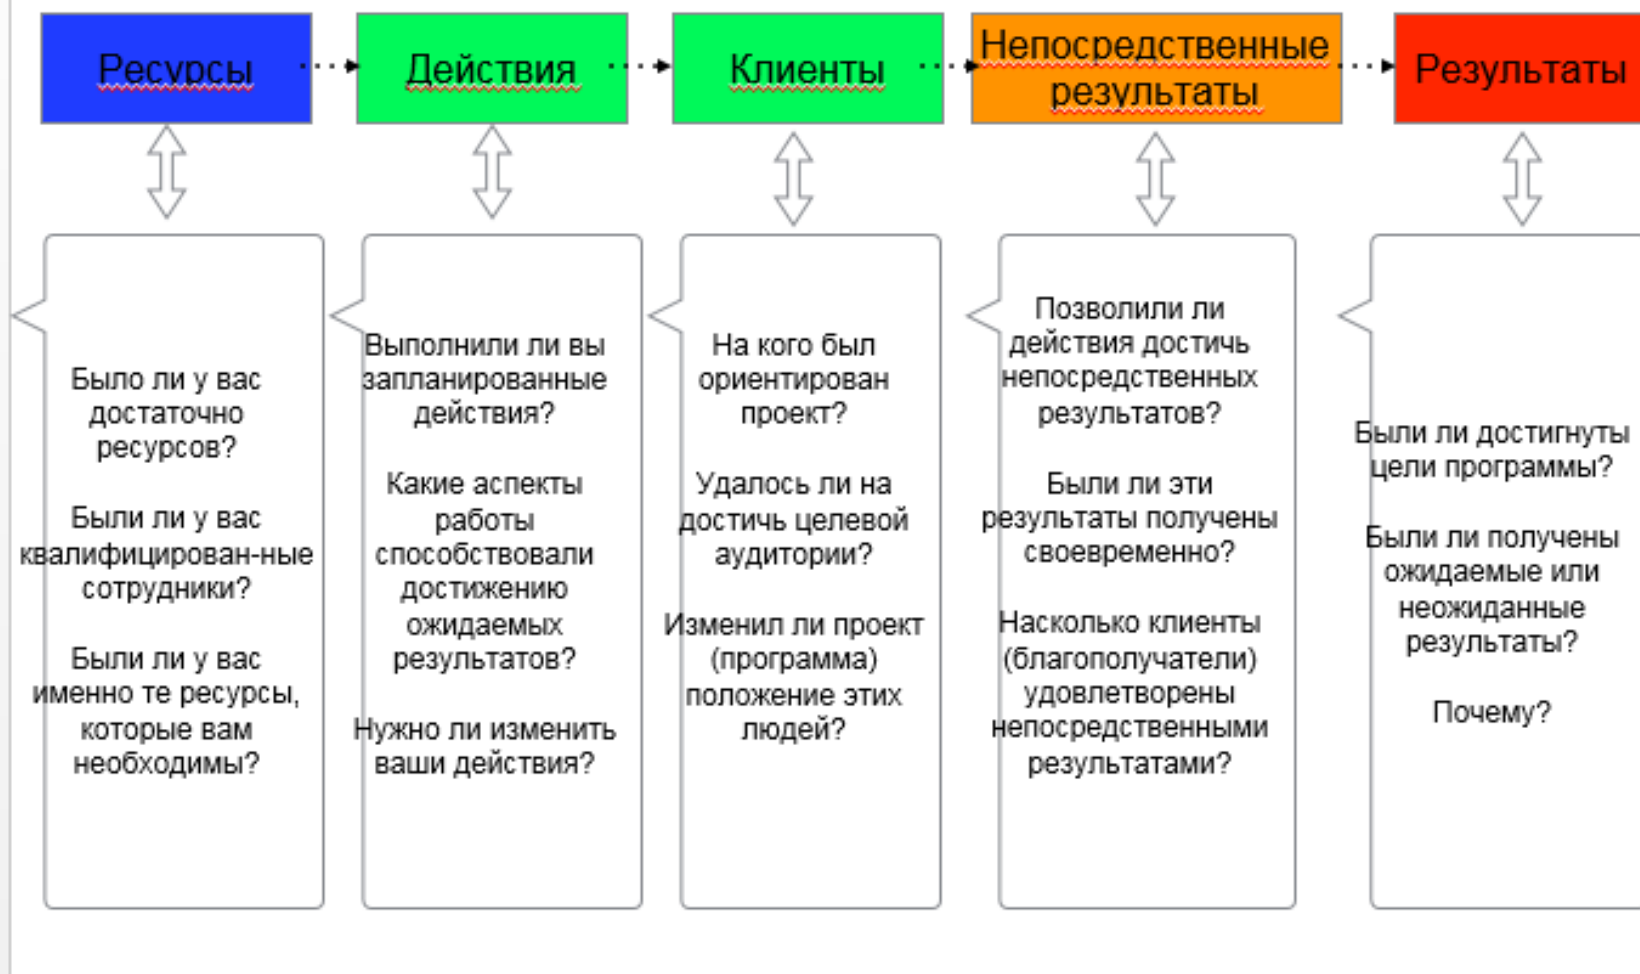 Ресурсы
Действия
Клиенты
Непосредственные
результаты
Результаты
Было ли у вас
достаточно
ресурсов?
Были ли у вас
квалифицирован-ные
сотрудники?
Были ли у вас
именно те ресурсы,
которые вам
необходимы?
Выполнили ли вы
запланированные
действия?
Какие аспекты
работы
способствовали
достижению
ожидаемых
результатов?
Нужно ли изменить
ваши действия?
На кого был
ориентирован
проект?
Удалось ли на
достичь целевой
аудитории?
Изменил ли проект
(программа)
положение этих
людей?
Позволили ли
действия достичь
непосредственных
результатов?
Были ли эти
результаты получены
своевременно?
Насколько клиенты
(благополучатели)
удовлетворены
непосредственными
результатами?
Были ли достигнуты
цели программы?
Были ли получены
ожидаемые или
неожиданные
результаты?
Почему?